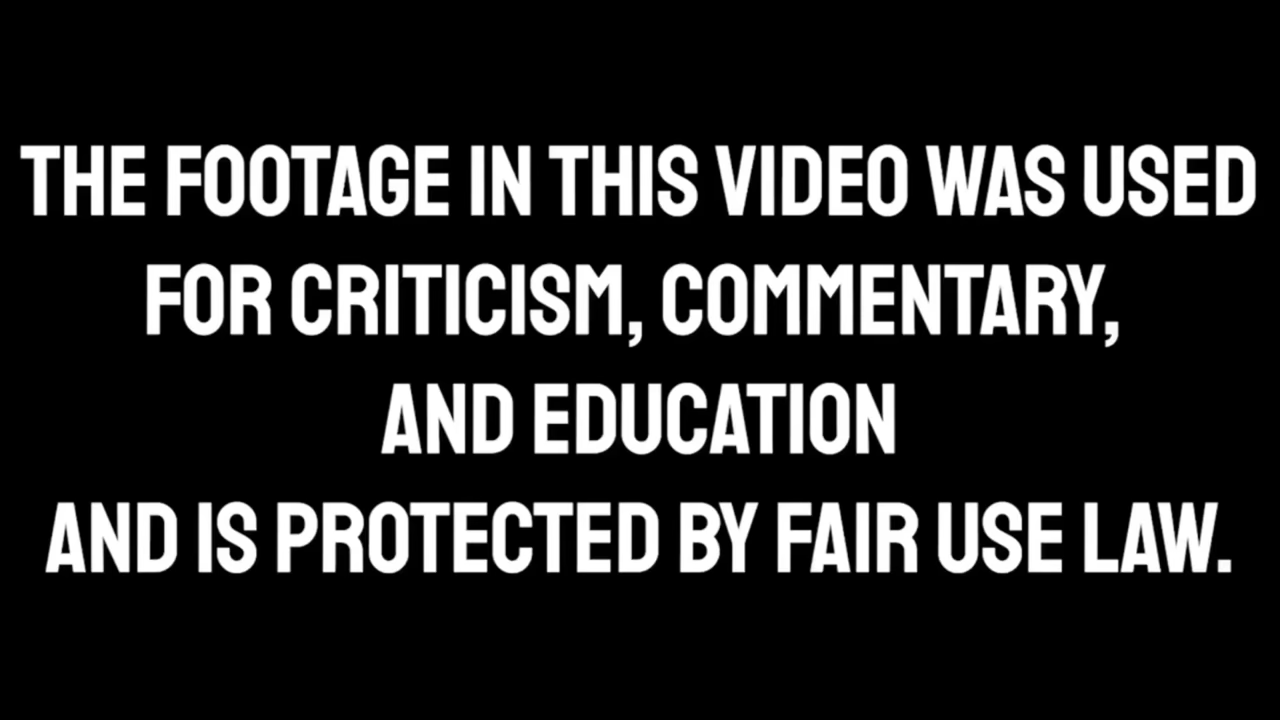 THE FOOTAGE IN THIS VIDEO WAS USED
FOR CRITICISM, COMMENTARY,
AND EDUCATION
AND IS PROTECTED BY FAIR USE LAW.